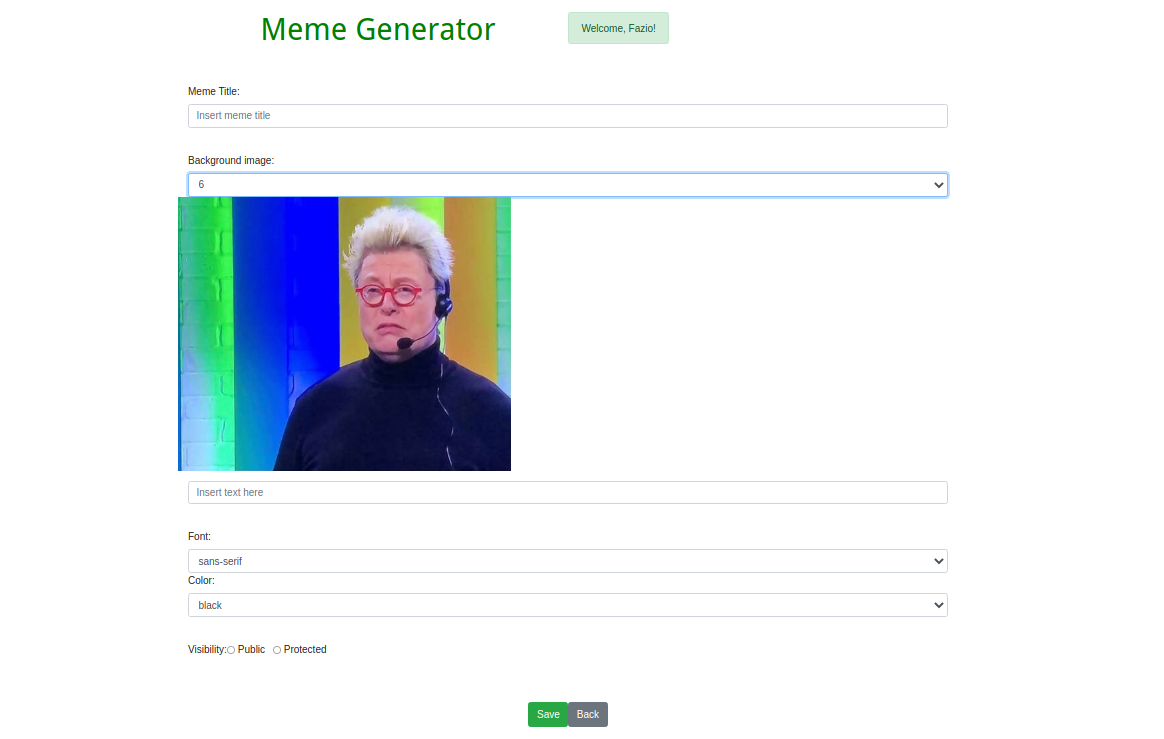 Meme Generator
Welcome, Fazio!
Meme Title:
Insert meme title
Background image:
6
Insert text here
Font:
sans-serif
Color:
black
Visibility: Public Protected
Save Back